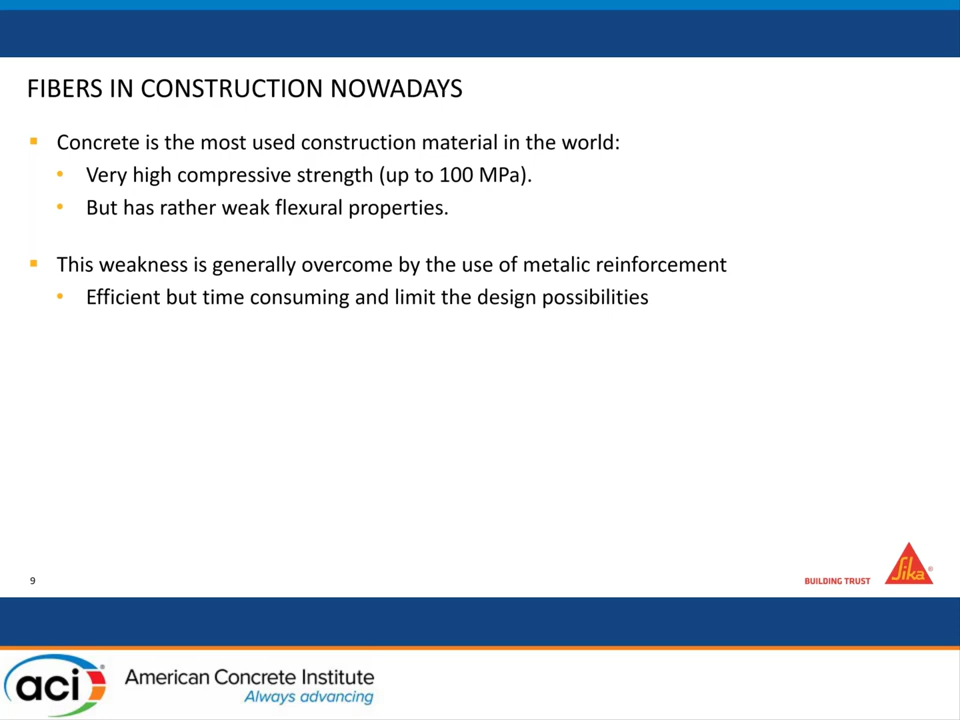 FIBERS IN CONSTRUCTION NOWADAYS
Concrete is the most used construction material in the world:
Very high compressive strength (up to 100 MPa).
But has rather weak flexural properties.
This weakness is generally overcome by the use of metalic reinforcement
Efficient but time consuming and limit the design possibilities
9
BUILDING TRUST
Sika®
aci®
American Concrete Institute
Always advancing